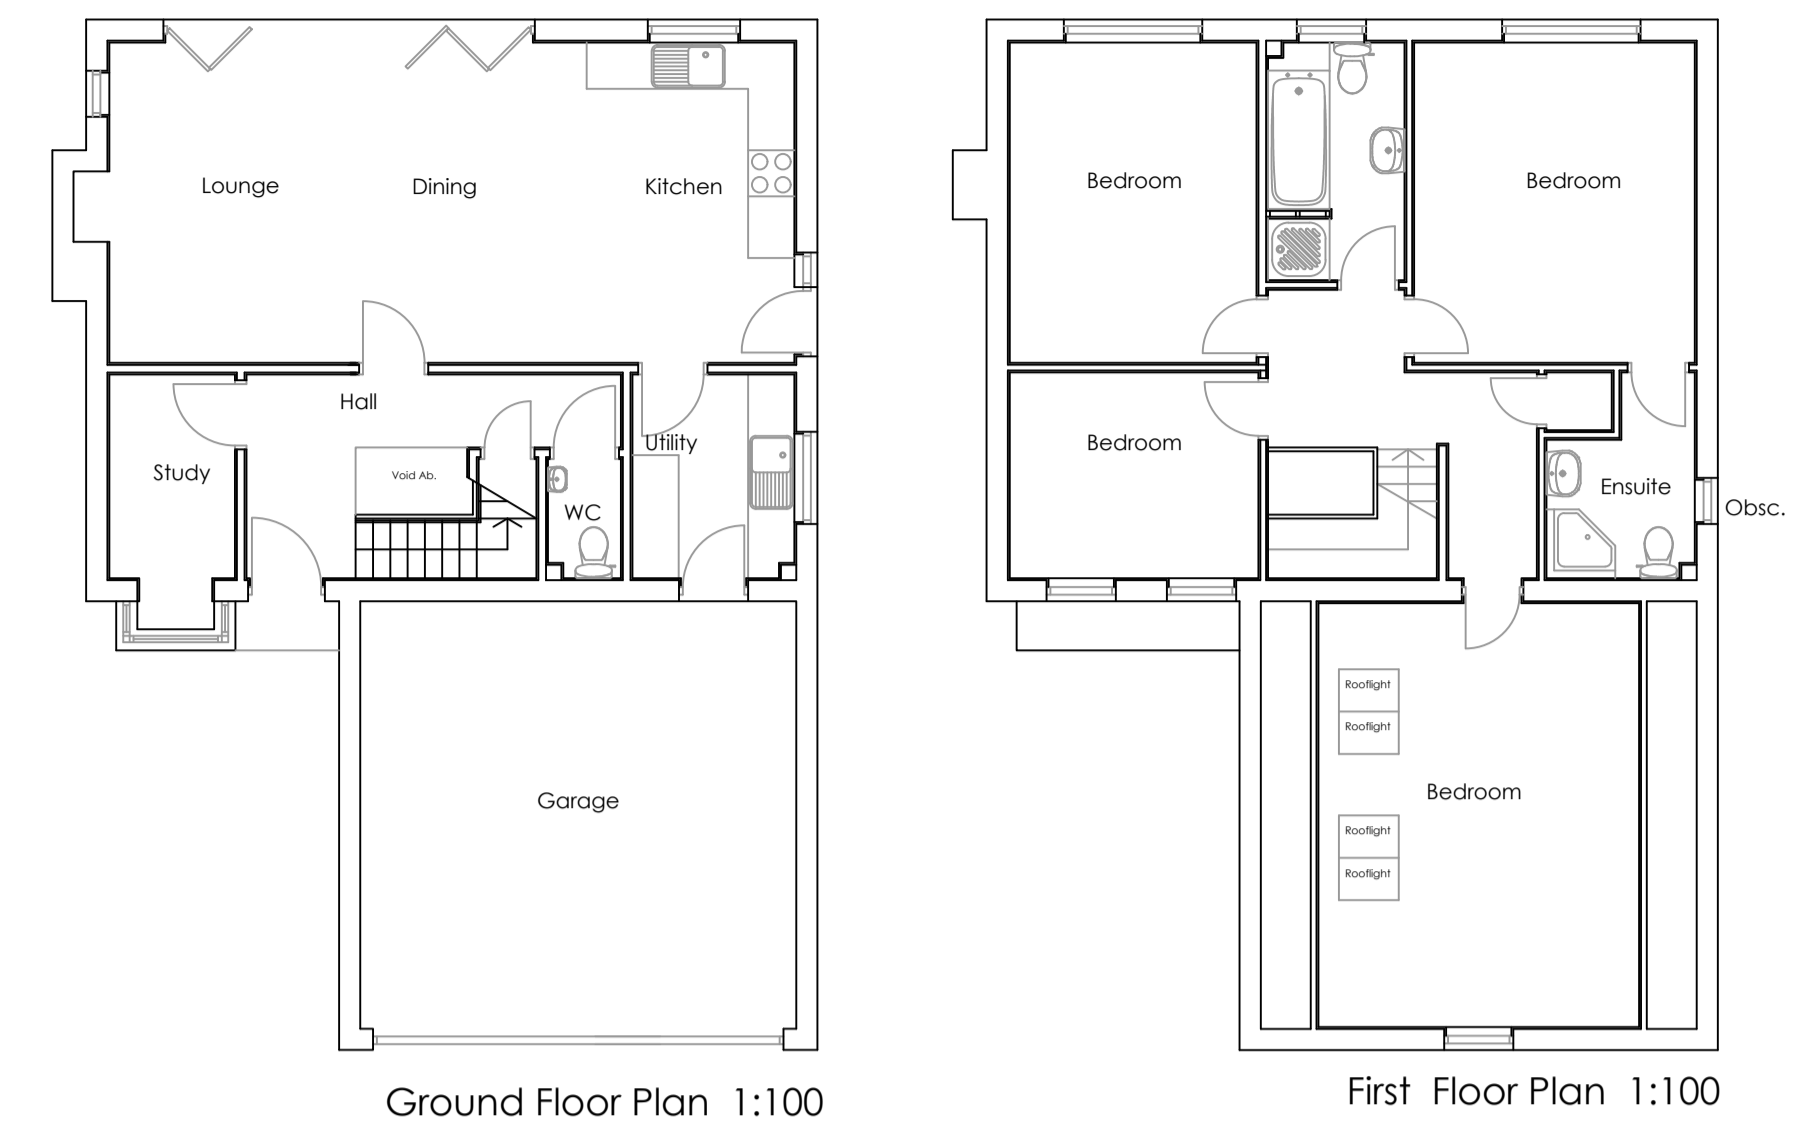 Lounge
Dining
Kitchen
Hall
Study
Void Ab.
Utility
WC
Garage
Ground Floor Plan 1:100
Bedroom
Bedroom
Bedroom
Ensuite
Obsc.
Rooflight
Rooflight
Bedroom
Rooflight
Rooflight
First Floor Plan 1:100